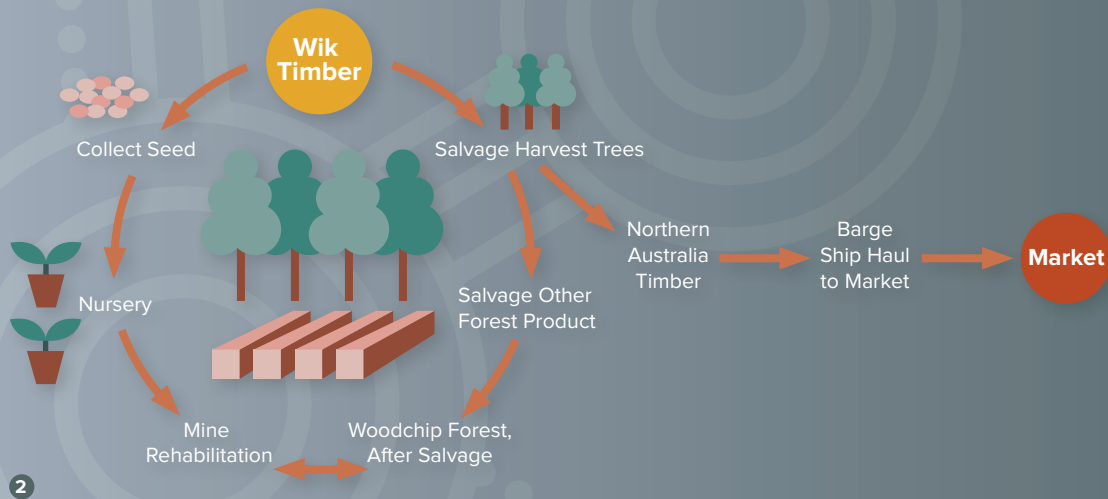 Wik
Timber
Collect Seed
Salvage Harvest Trees
Northern
Australia
Timber
Barge
Ship Haul
to Market
Market
Nursery
Salvage Other
Forest Product
Mine
Rehabilitation
Woodchip Forest,
After Salvage
2